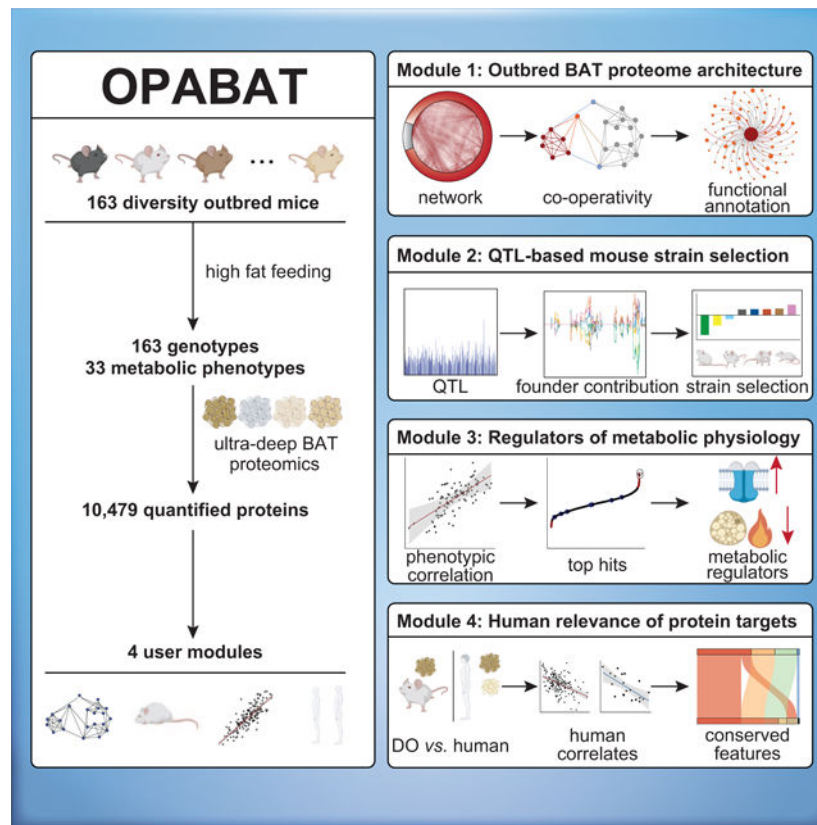 OPABAT
...
163 diversity outbred mice
high fat feeding
163 genotypes
33 metabolic phenotypes
ultra-deep BAT
proteomics
10,479 quantified proteins
4 user modules
Module 1: Outbred BAT proteome architecture
network
co-operativity
functional
annotation
Module 2: QTL-based mouse strain selection
QTL
founder contribution
strain selection
Module 3: Regulators of metabolic physiology
phenotypic
correlation
top hits
metabolic
regulators
Module 4: Human relevance of protein targets
DO vs. human
human
correlates
conserved
features